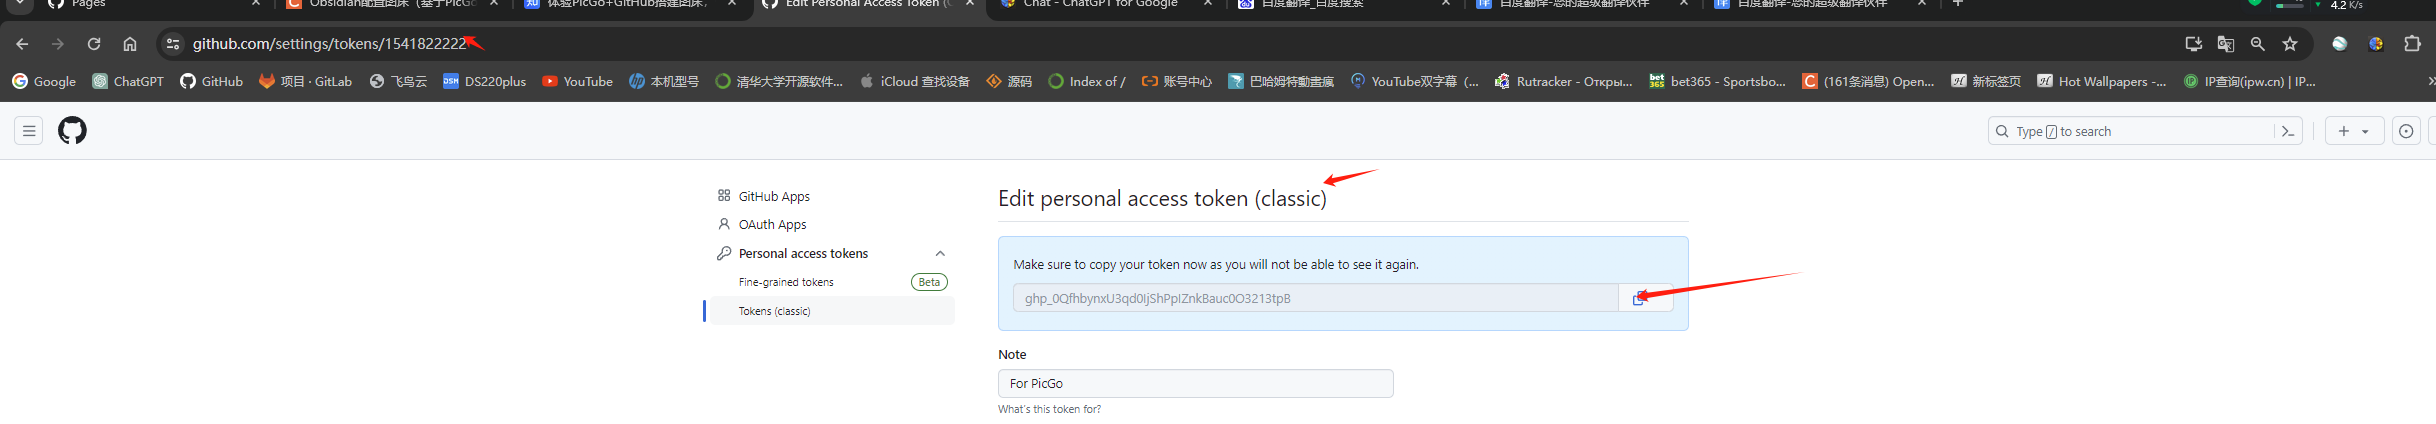 Pages
Obsidian配置图床（基于PicGo
体验PicGo+GitHub搭建图床，
Edit Personal Access Token (C
Chat - ChatGPT for Google
百度翻译_百度搜索
百度翻译-您的超级翻译伙伴
百度翻译-您的超级翻译伙伴
4.2 K/s
github.com/settings/tokens/1541822222
Google ChatGPT GitHub 项目 · GitLab 飞鸟云 DS220plus YouTube 本机型号 清华大学开源软件... iCloud 查找设备 源码 Index of / 账号中心 巴哈姆特動畫瘋 YouTube双字幕（... Rutracker - Откры... bet365 - Sportsbo... (161条消息) Open... 新标签页 Hot Wallpapers -... IP查询(ipw.cn) | IP...
Type / to search
GitHub Apps
OAuth Apps
Personal access tokens
Fine-grained tokens Beta
Tokens (classic)
Edit personal access token (classic)
Make sure to copy your token now as you will not be able to see it again.
Note
For PicGo
What's this token for?